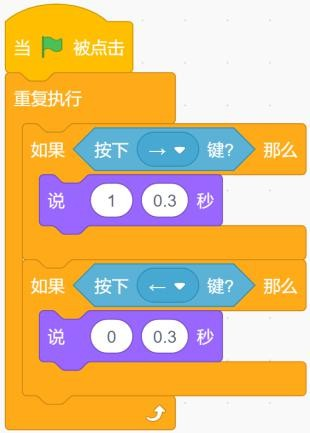 当 被点击
重复执行
如果 按下 → 键? 那么
说 1 0.3 秒
如果 按下 ← 键? 那么
说 0 0.3 秒